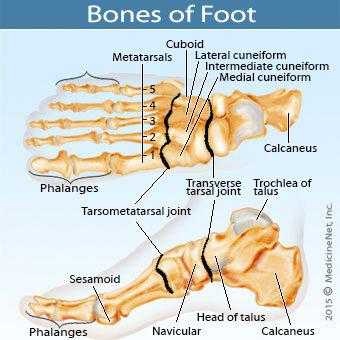 Bones of Foot
Cuboid
Lateral cuneiform
Metatarsals
Intermediate cuneiform
Medial cuneiform
5
4
3
2
1
Calcaneus
Phalanges
Transverse
tarsal joint
Trochlea of
talus
Tarsometatarsal joint
Sesamoid
Phalanges
Navicular
Head of talus
Calcaneus
2015 © MedicineNet, Inc.